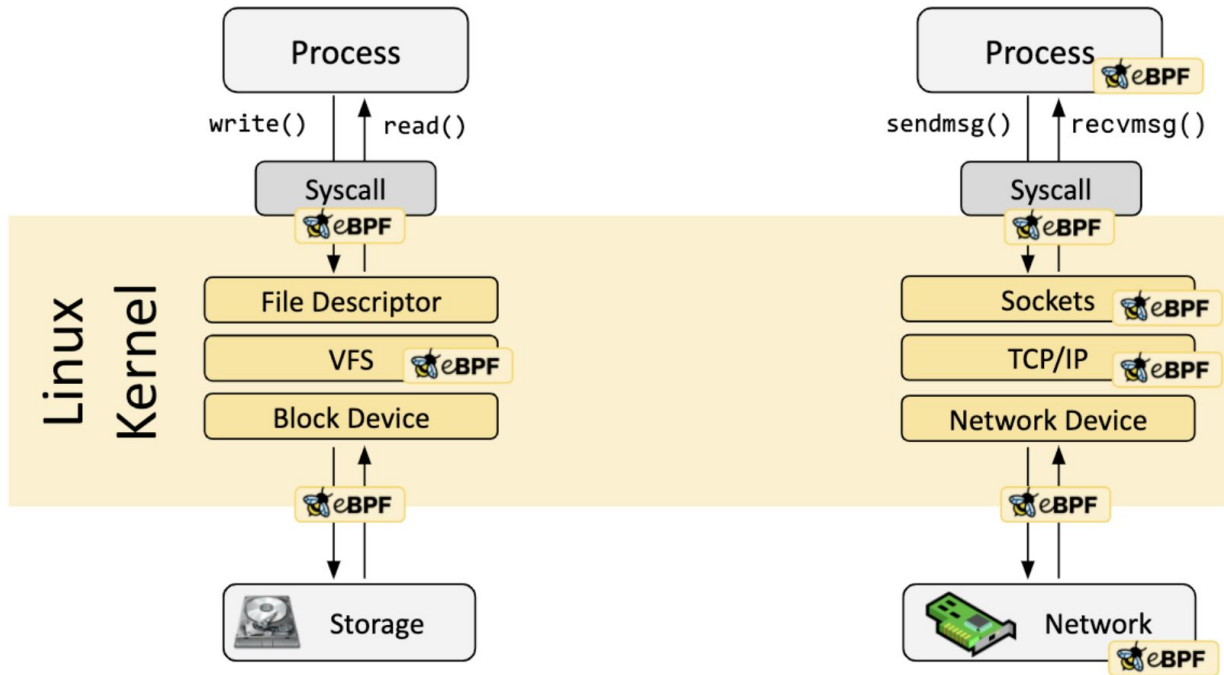 Process
write()
read()
Syscall
eBPF
File Descriptor
VFS
eBPF
Block Device
eBPF
Storage
Linux
Kernel
Process
eBPF
sendmsg()
recvmsg()
Syscall
eBPF
Sockets
eBPF
TCP/IP
eBPF
Network Device
eBPF
Network
eBPF